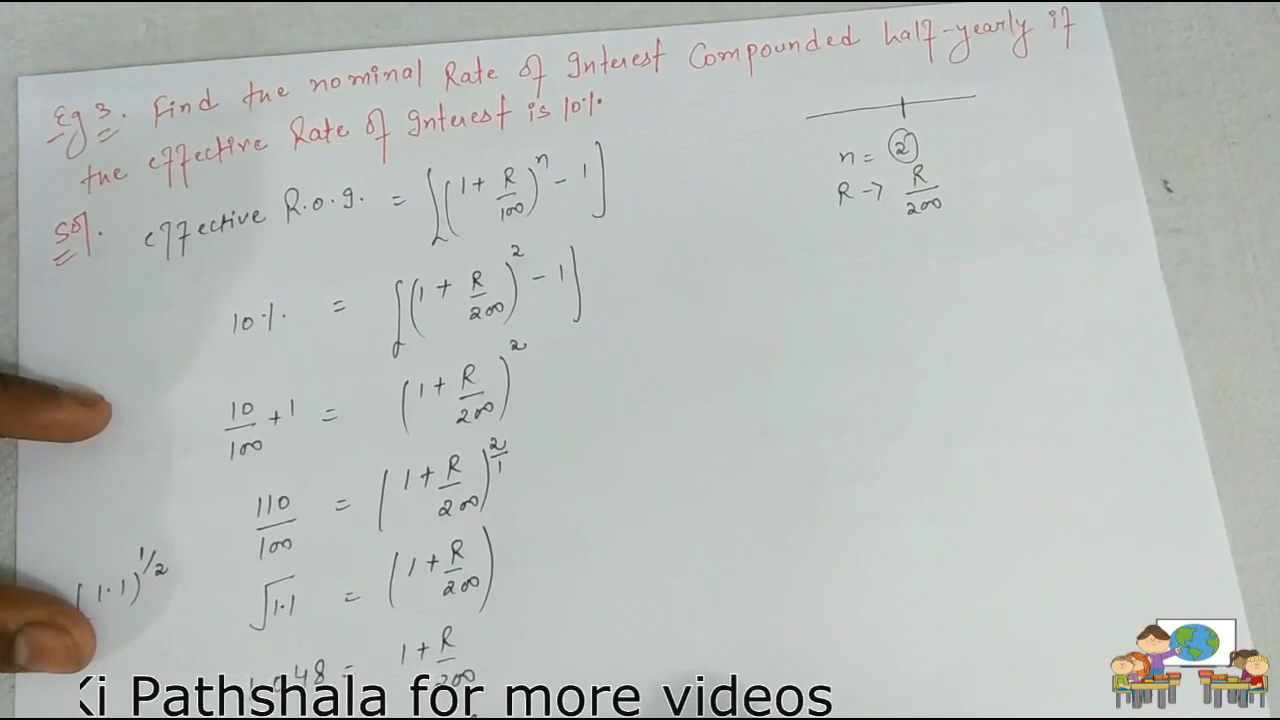 Eg 3. Find the nominal Rate of Interest Compounded half-yearly if
the effective Rate of Interest is 10%
Sol. effective R.o.I. = [(1 + R/100)^n - 1]
n = 2
R → R/200
10% = [(1 + R/200)^2 - 1]
10/100 + 1 = (1 + R/200)^2
110/100 = (1 + R/200)^2/1
(1.1)^1/2
√1.1 = (1 + R/200)
48 = 1 + R/200
Ki Pathshala for more videos